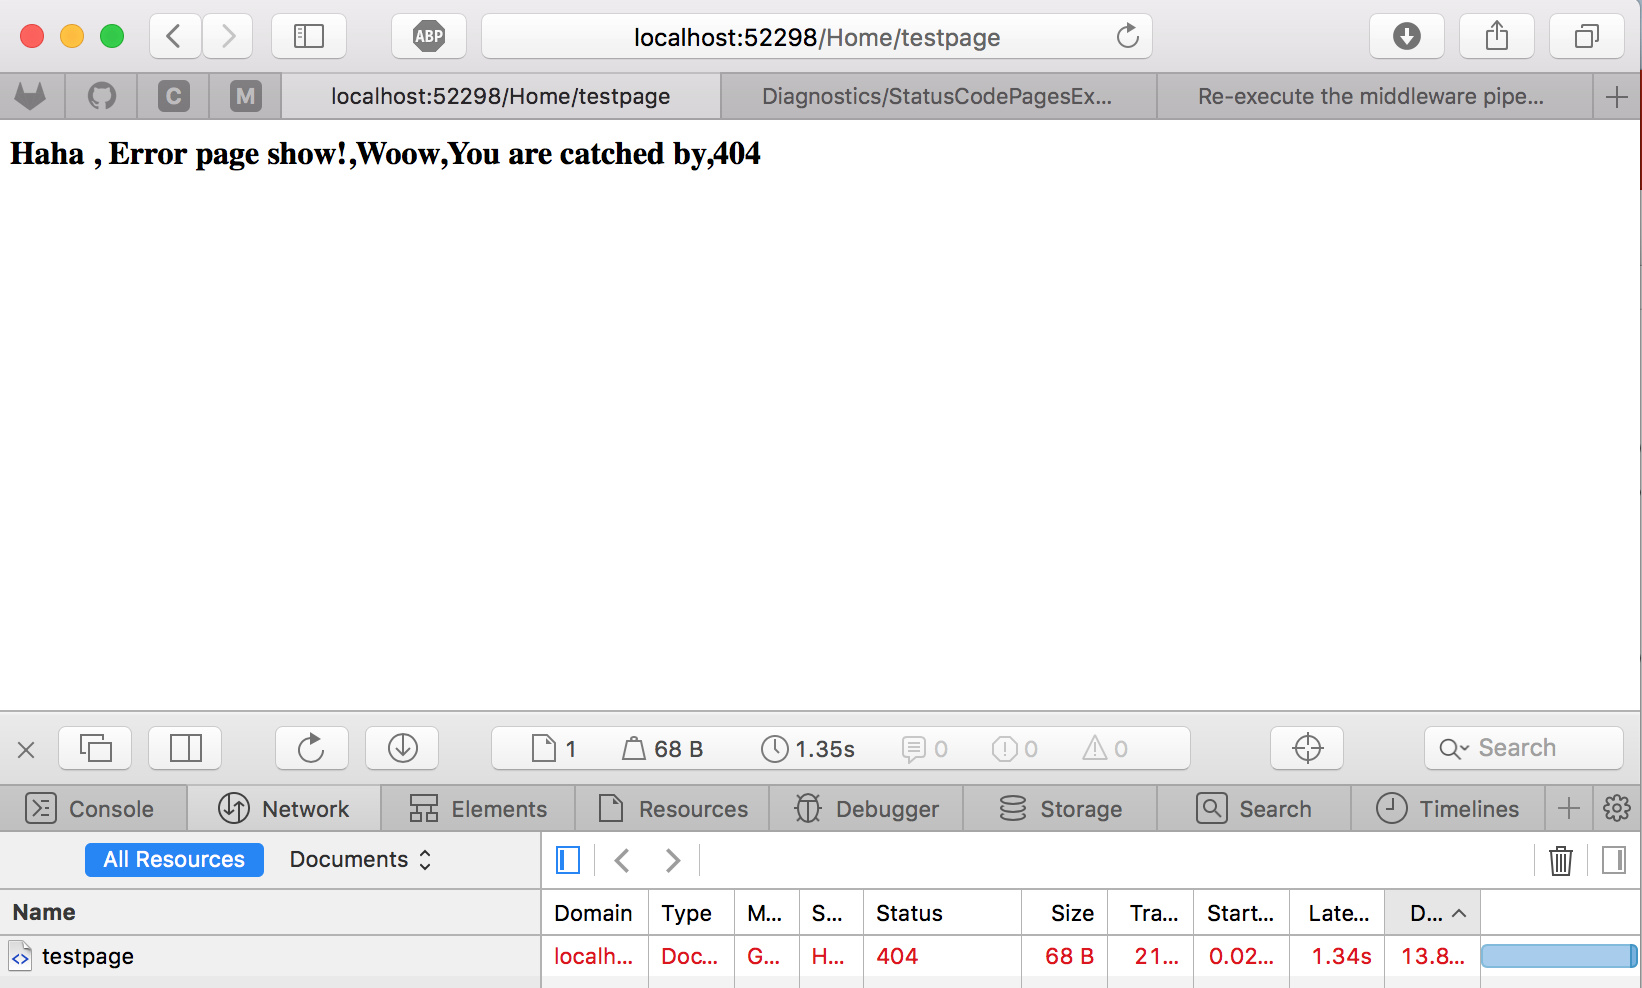 ABP
localhost:52298/Home/testpage
C
M
localhost:52298/Home/testpage
Diagnostics/StatusCodePagesEx...
Re-execute the middleware pipe...
Haha , Error page show!,Woow,You are catched by,404
1
68 B
1.35s
0
0
0
Search
Console
Network
Elements
Resources
Debugger
Storage
Search
Timelines
All Resources
Documents
Name
Domain
Type
M...
S...
Status
Size
Tra...
Start...
Late...
D...
testpage
localh...
Doc...
G...
H...
404
68 B
21...
0.02...
1.34s
13.8...